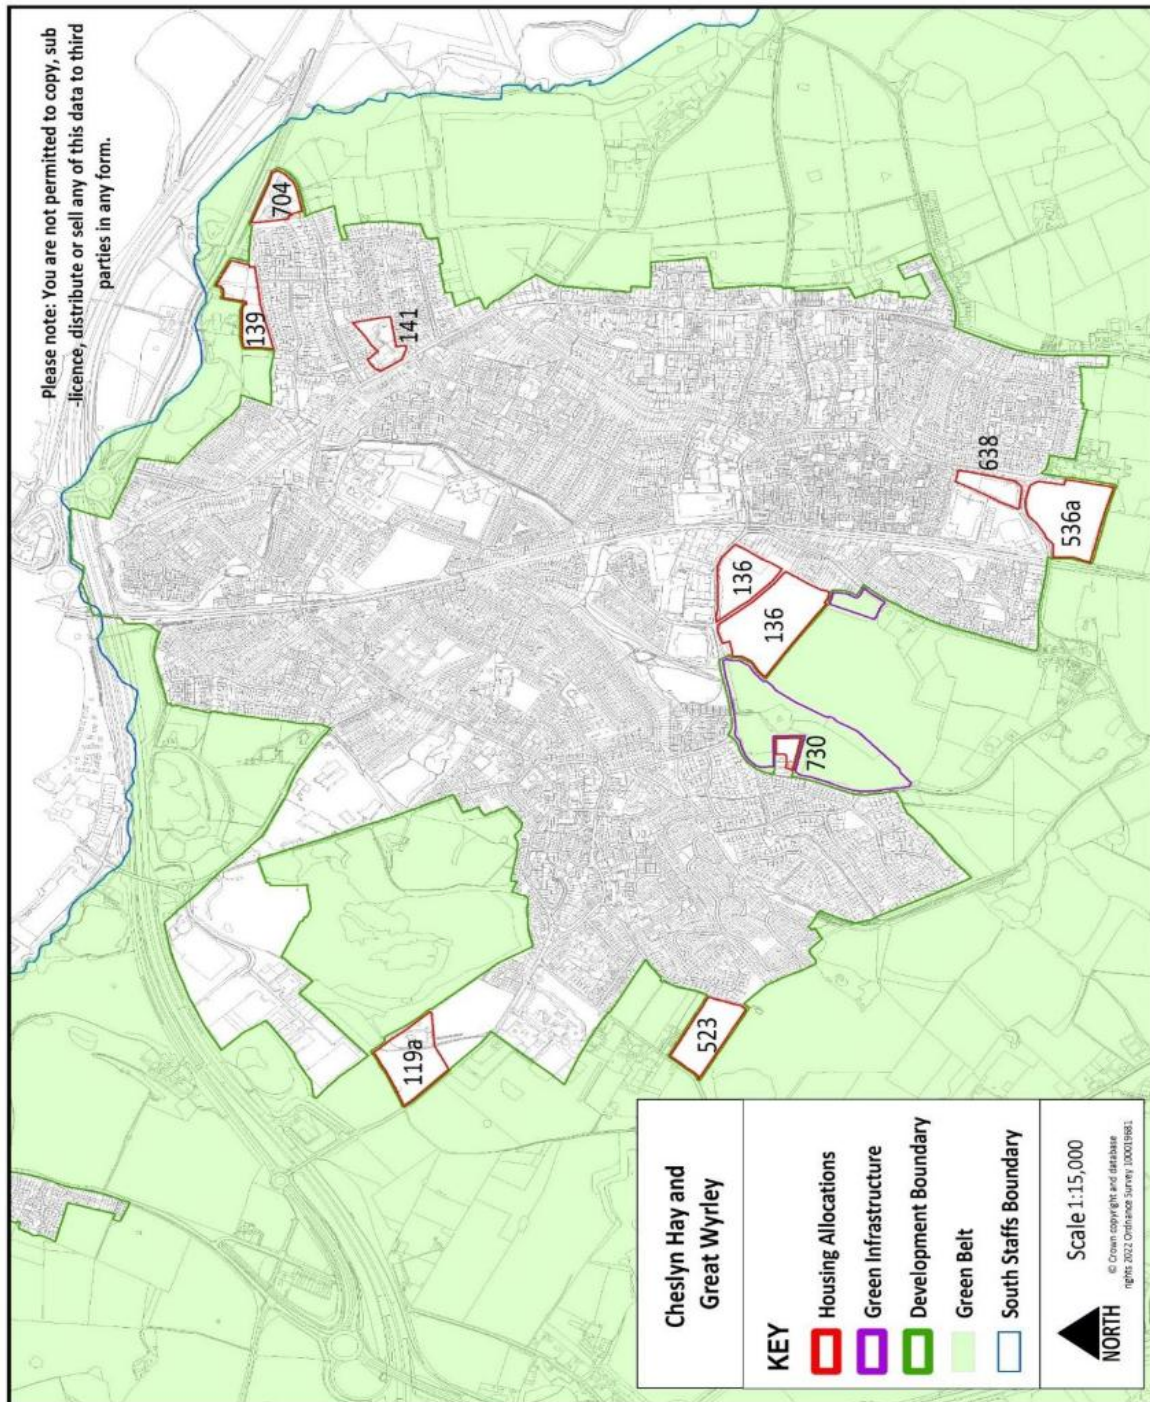 Please note: You are not permitted to copy, sub
-licence, distribute or sell any of this data to third
parties in any form.
704
139
141
119a
523
730
136
136
638
536a
Cheslyn Hay and
Great Wyrley
KEY
Housing Allocations
Green Infrastructure
Development Boundary
Green Belt
South Staffs Boundary
NORTH
Scale 1:15,000
© Crown copyright and database
rights 2022 Ordnance Survey 100019681